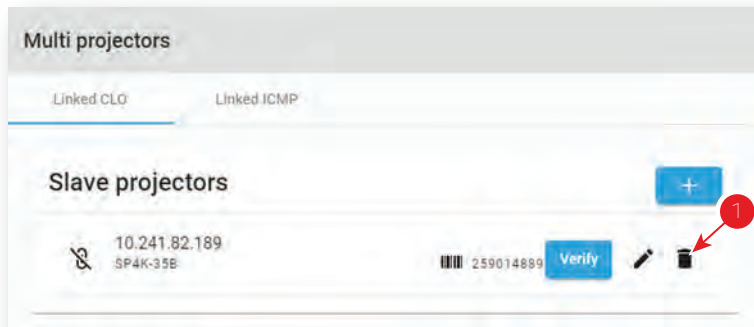 Multi projectors
Linked CLO Linked ICMP
Slave projectors
+
1
10.241.82.189
SP4K-35B
259014889 Verify